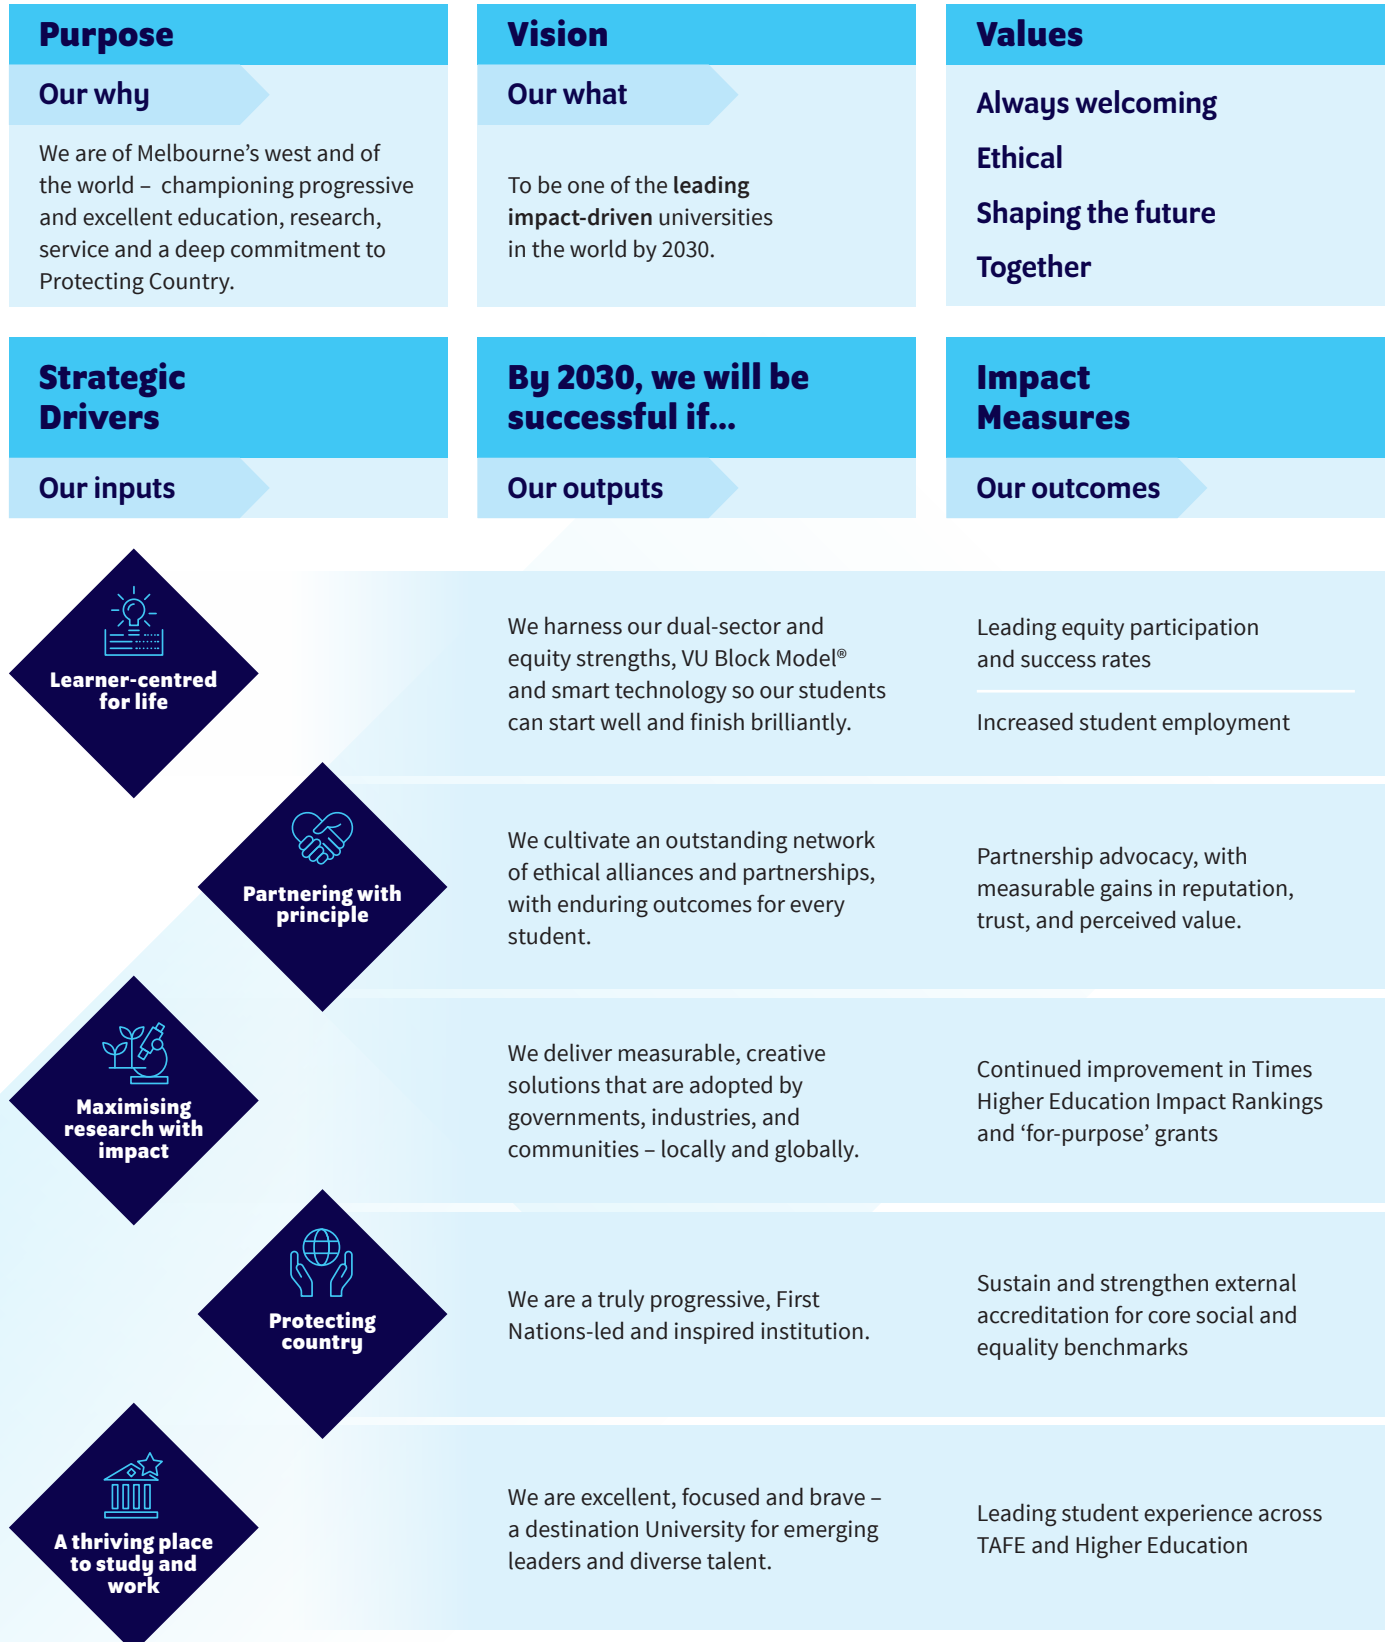 Purpose
Our why
We are of Melbourne's west and of
the world –  championing progressive
and excellent education, research,
service and a deep commitment to
Protecting Country.
Vision
Our what
To be one of the leading
impact-driven universities
in the world by 2030.
Values
Always welcoming
Ethical
Shaping the future
Together
Strategic
Drivers
Our inputs
By 2030, we will be
successful if...
Our outputs
Impact
Measures
Our outcomes
Learner-centred
for life
We harness our dual-sector and
equity strengths, VU Block Model®
and smart technology so our students
can start well and finish brilliantly.
Leading equity participation
and success rates
Increased student employment
Partnering with
principle
We cultivate an outstanding network
of ethical alliances and partnerships,
with enduring outcomes for every
student.
Partnership advocacy, with
measurable gains in reputation,
trust, and perceived value.
Maximising
research with
impact
We deliver measurable, creative
solutions that are adopted by
governments, industries, and
communities – locally and globally.
Continued improvement in Times
Higher Education Impact Rankings
and ‘for-purpose’ grants
Protecting
country
We are a truly progressive, First
Nations-led and inspired institution.
Sustain and strengthen external
accreditation for core social and
equality benchmarks
A thriving place
to study and
work
We are excellent, focused and brave –
a destination University for emerging
leaders and diverse talent.
Leading student experience across
TAFE and Higher Education